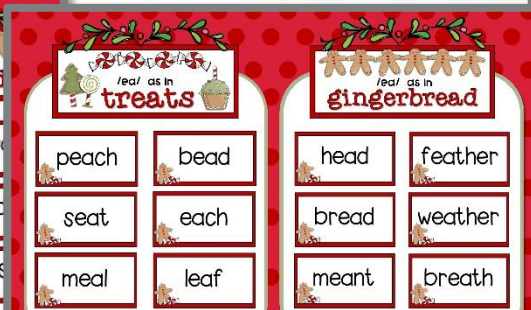 /ea/ as in
treats
peach bead
seat each
meal leaf
/ea/ as in
gingerbread
head feather
bread weather
meant breath